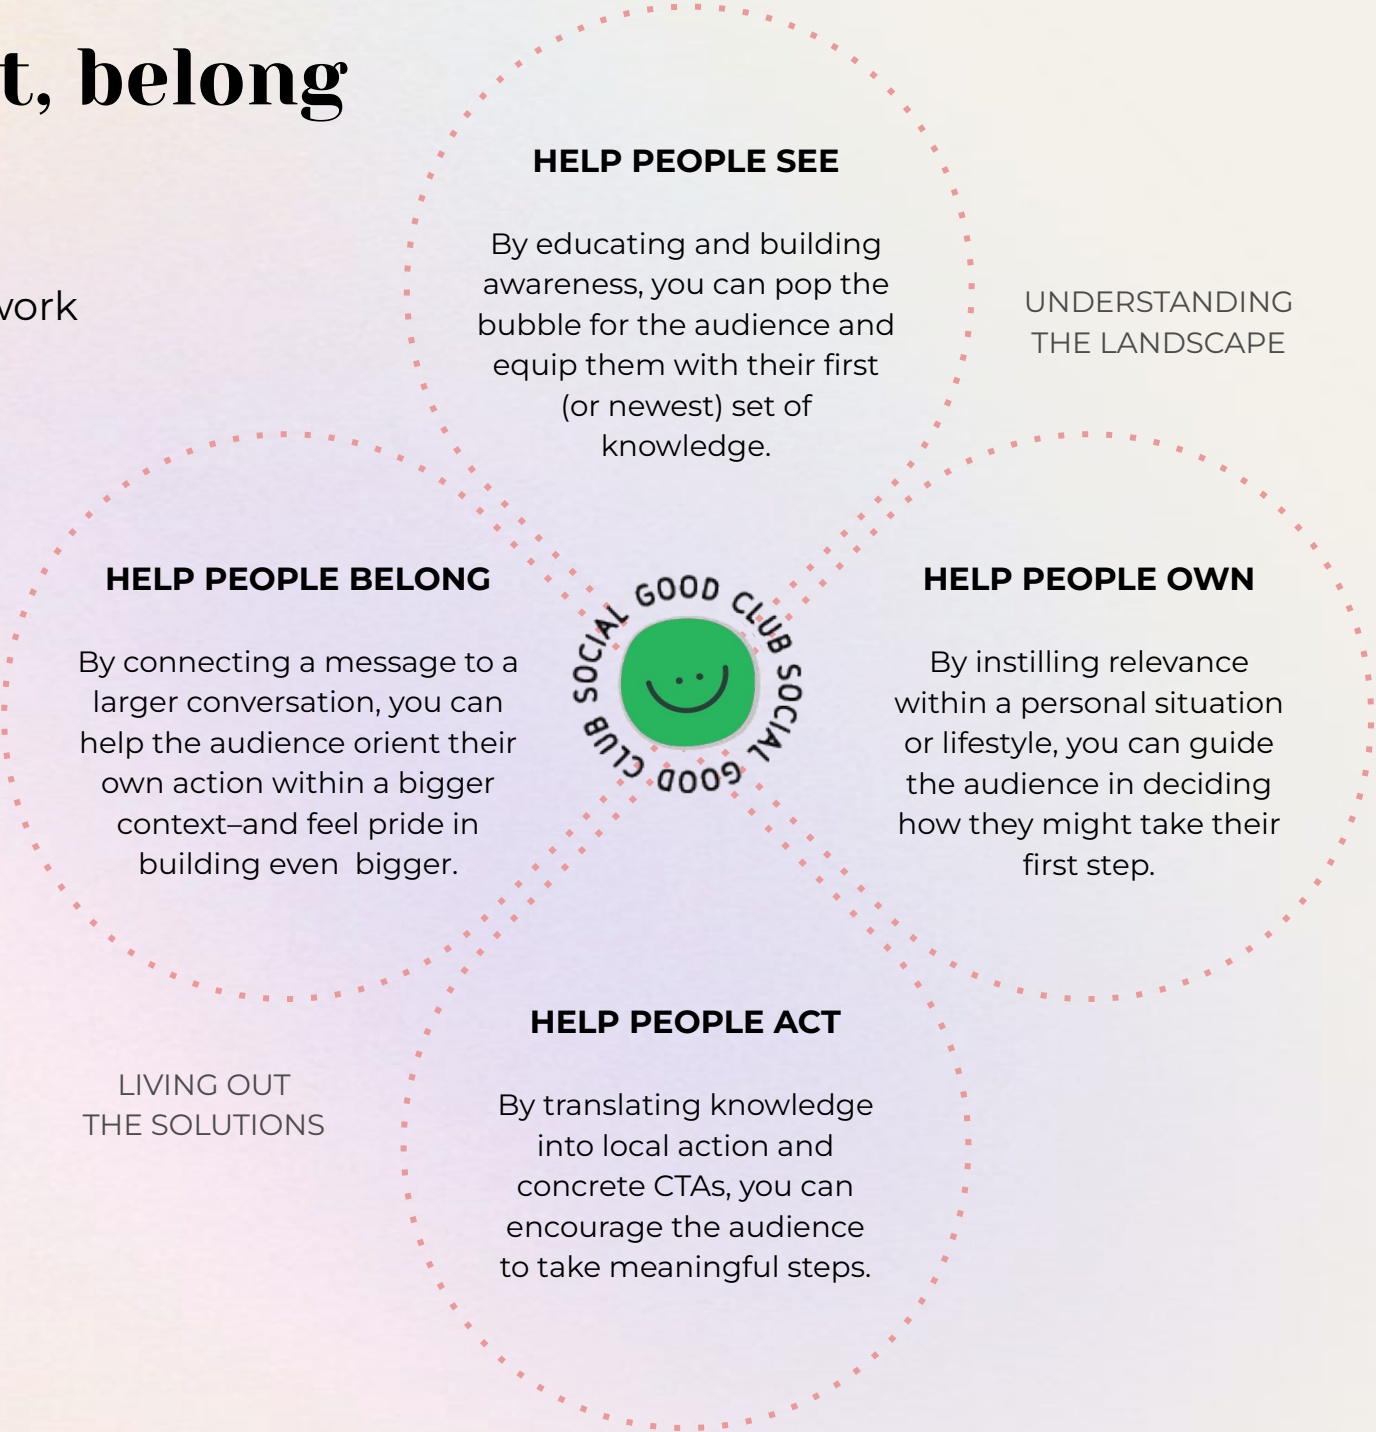 t, belong
work
HELP PEOPLE SEE
By educating and building
awareness, you can pop the
bubble for the audience and
equip them with their first
(or newest) set of
knowledge.
UNDERSTANDING
THE LANDSCAPE
HELP PEOPLE BELONG
By connecting a message to a
larger conversation, you can
help the audience orient their
own action within a bigger
context–and feel pride in
building even  bigger.
SOCIAL GOOD CLUB SOCIAL GOOD CLUB
HELP PEOPLE OWN
By instilling relevance
within a personal situation
or lifestyle, you can guide
the audience in deciding
how they might take their
first step.
HELP PEOPLE ACT
By translating knowledge
into local action and
concrete CTAs, you can
encourage the audience
to take meaningful steps.
LIVING OUT
THE SOLUTIONS